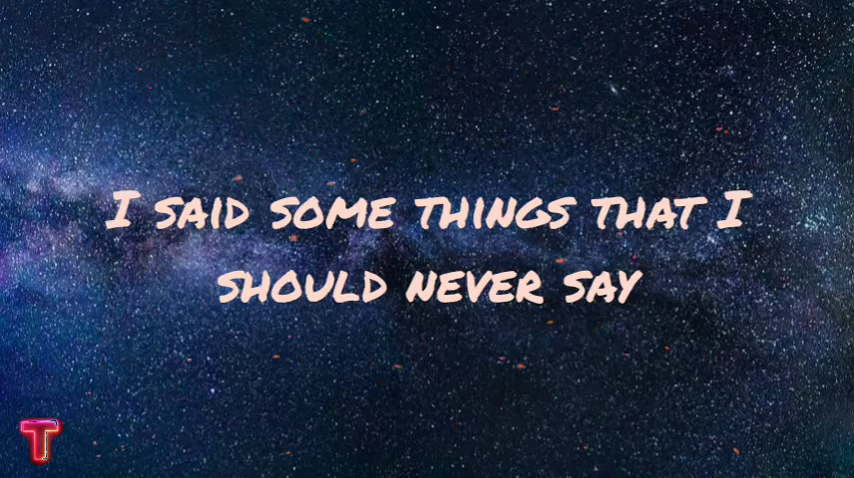 I SAID SOME THINGS THAT I
SHOULD NEVER SAY
T